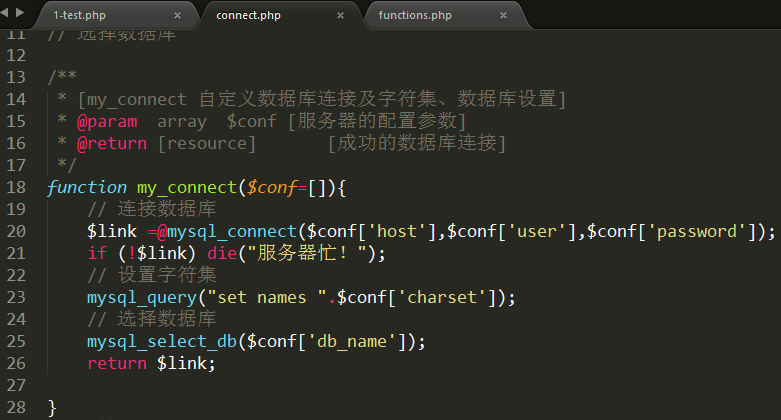 1-test.php × connect.php × functions.php ×
11 // 选择数据库
12
13 /**
14 * [my_connect 自定义数据库连接及字符集、数据库设置]
15 * @param array $conf [服务器的配置参数]
16 * @return [resource] [成功的数据库连接]
17 */
18 function my_connect($conf=[]){
19 // 连接数据库
20 $link =@mysql_connect($conf['host'],$conf['user'],$conf['password']);
21 if (!$link) die("服务器忙！");
22 // 设置字符集
23 mysql_query("set names ".$conf['charset']);
24 // 选择数据库
25 mysql_select_db($conf['db_name']);
26 return $link;
27
28 }